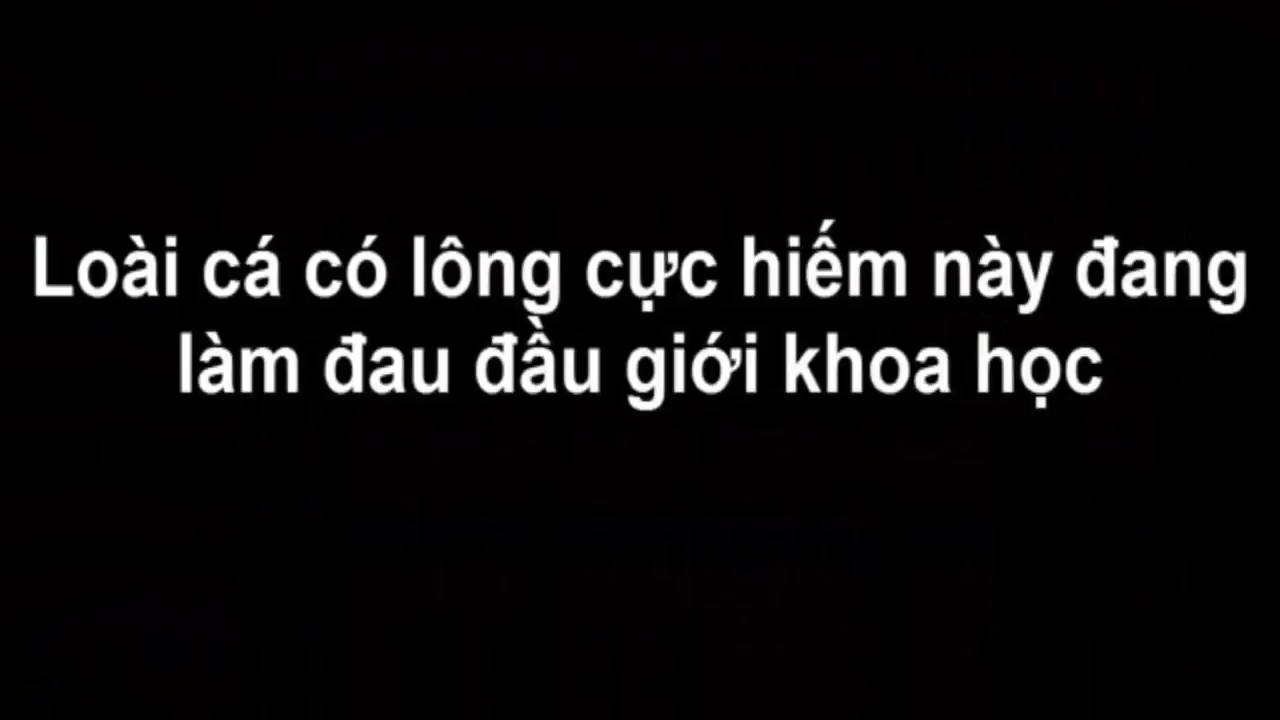 Loài cá có lông cực hiếm này đang
làm đau đầu giới khoa học